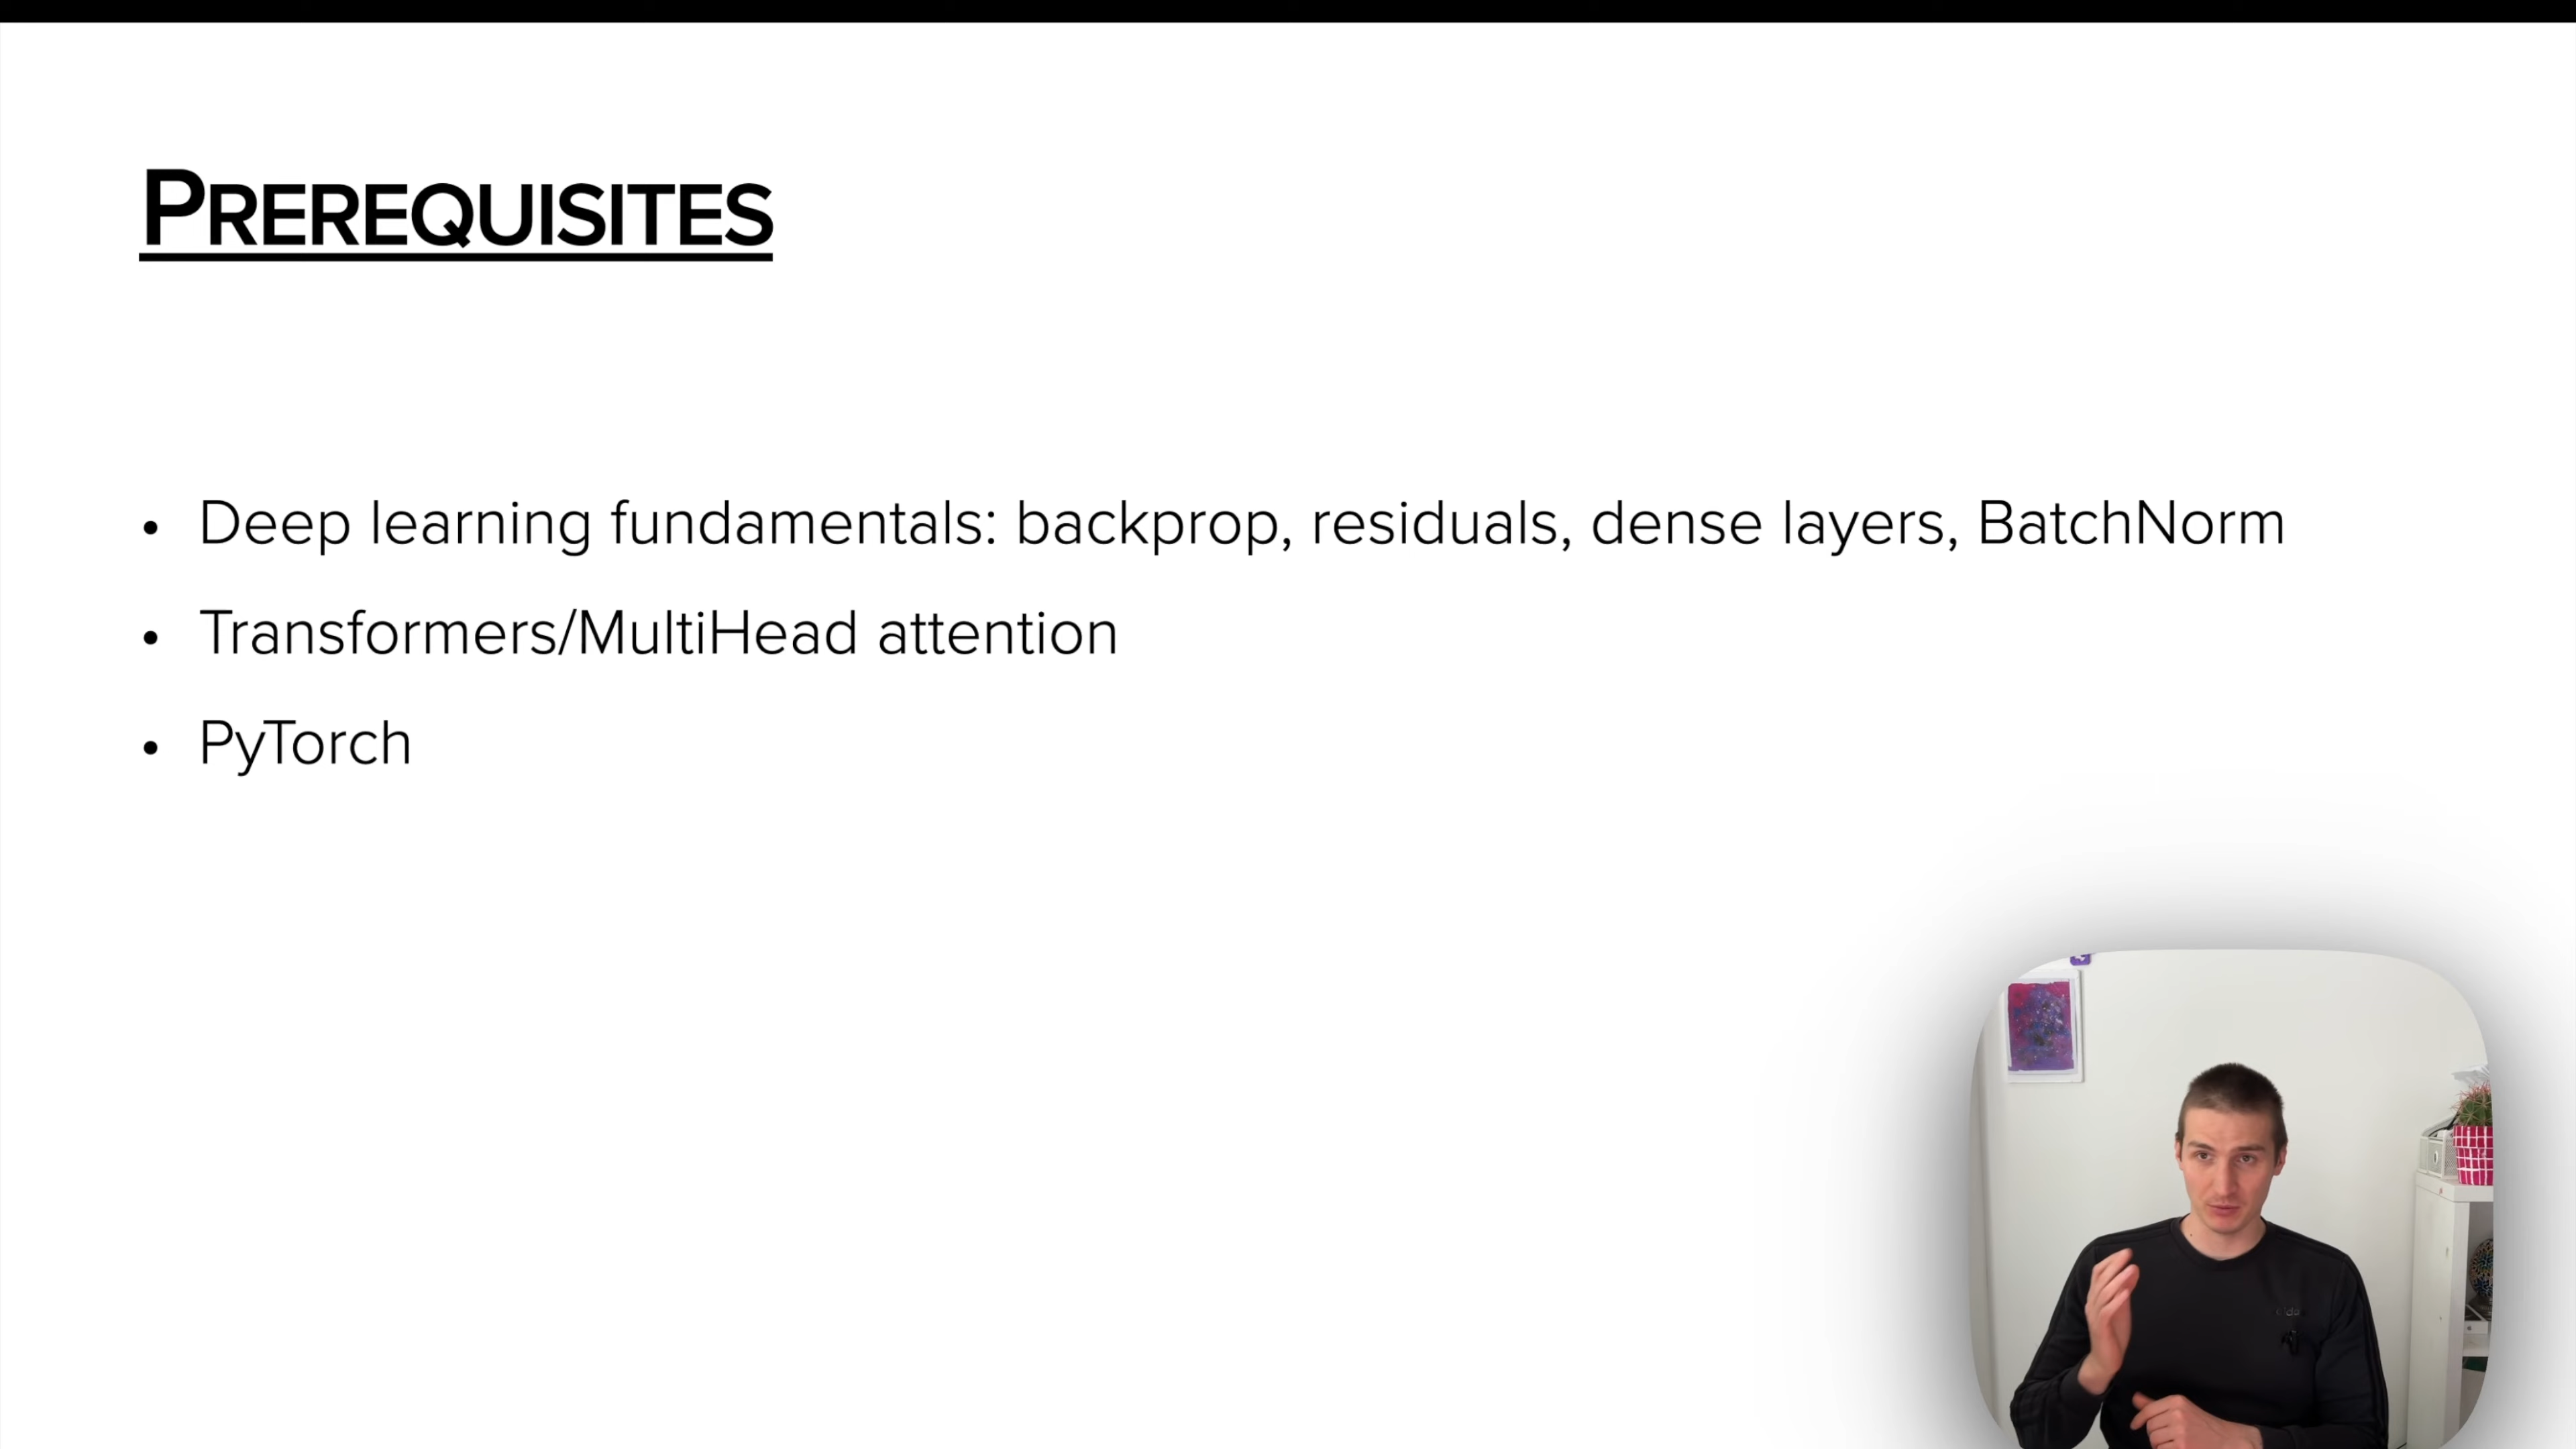 PREREQUISITES
• Deep learning fundamentals: backprop, residuals, dense layers, BatchNorm
• Transformers/MultiHead attention
• PyTorch